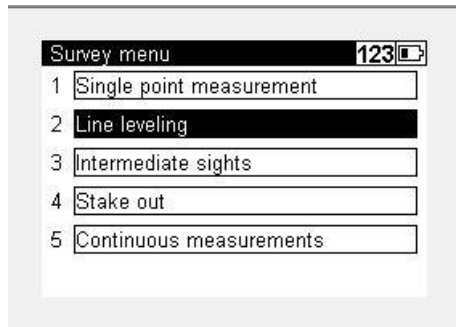 Survey menu 123
1 Single point measurement
2 Line leveling
3 Intermediate sights
4 Stake out
5 Continuous measurements